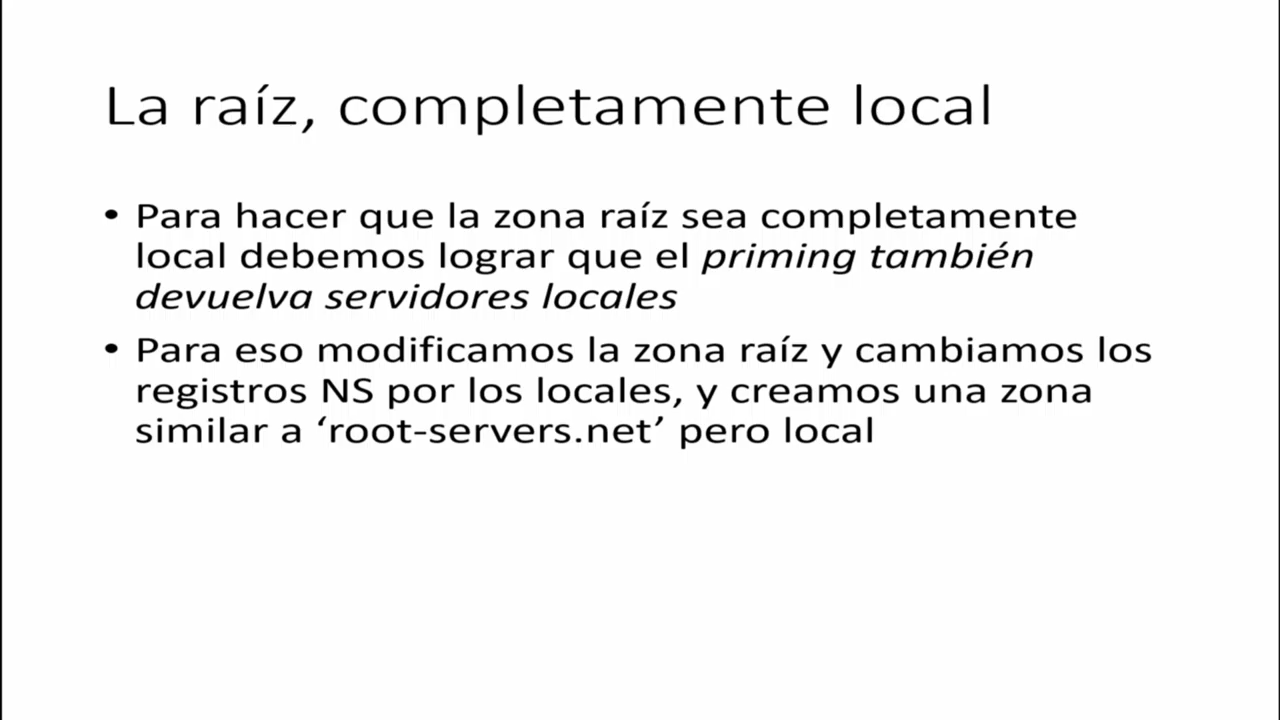 La raíz, completamente local
• Para hacer que la zona raíz sea completamente
local debemos lograr que el priming también
devuelva servidores locales
• Para eso modificamos la zona raíz y cambiamos los
registros NS por los locales, y creamos una zona
similar a ‘root-servers.net’ pero local